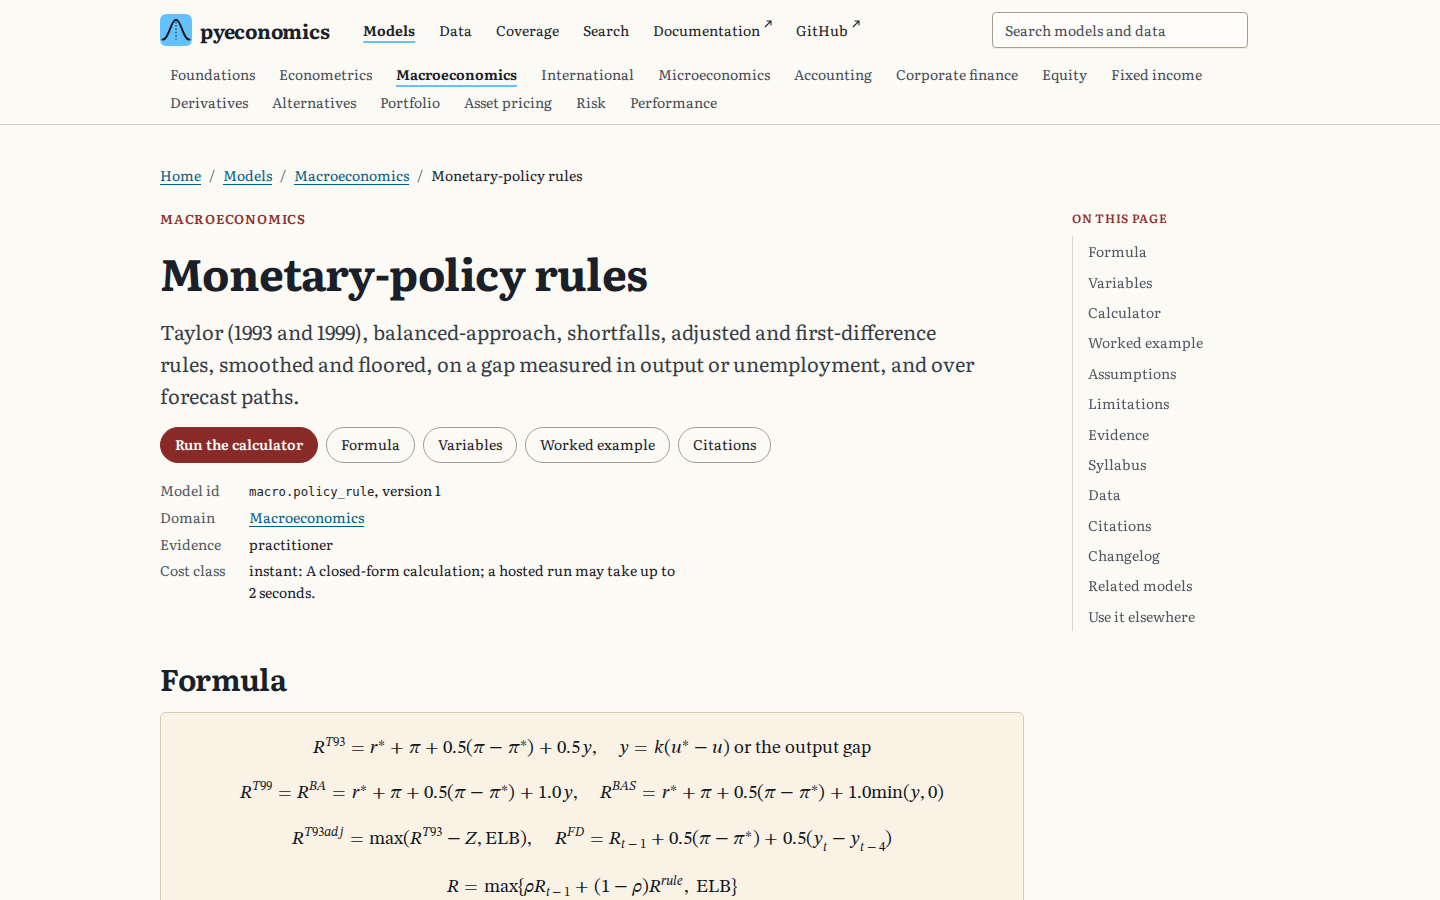 pyeconomics
Models Data Coverage Search Documentation ↗ GitHub ↗
Search models and data
Foundations Econometrics Macroeconomics International Microeconomics Accounting Corporate finance Equity Fixed income
Derivatives Alternatives Portfolio Asset pricing Risk Performance
Home / Models / Macroeconomics / Monetary-policy rules
MACROECONOMICS
Monetary-policy rules
Taylor (1993 and 1999), balanced-approach, shortfalls, adjusted and first-difference
rules, smoothed and floored, on a gap measured in output or unemployment, and over
forecast paths.
Run the calculator Formula Variables Worked example Citations
Model id macro.policy_rule, version 1
Domain Macroeconomics
Evidence practitioner
Cost class instant: A closed-form calculation; a hosted run may take up to
2 seconds.
ON THIS PAGE
Formula
Variables
Calculator
Worked example
Assumptions
Limitations
Evidence
Syllabus
Data
Citations
Changelog
Related models
Use it elsewhere
Formula
R^{T93} = r* + π + 0.5(π − π*) + 0.5y, y = k(u* − u) or the output gap
R^{T99} = R^{BA} = r* + π + 0.5(π − π*) + 1.0y, R^{BAS} = r* + π + 0.5(π − π*) + 1.0min(y, 0)
R^{T93adj} = max(R^{T93} − Z, ELB), R^{FD} = R_{t−1} + 0.5(π − π*) + 0.5(y_t − y_{t−4})
R = max{ρR_{t−1} + (1 − ρ)R^{rule}, ELB}